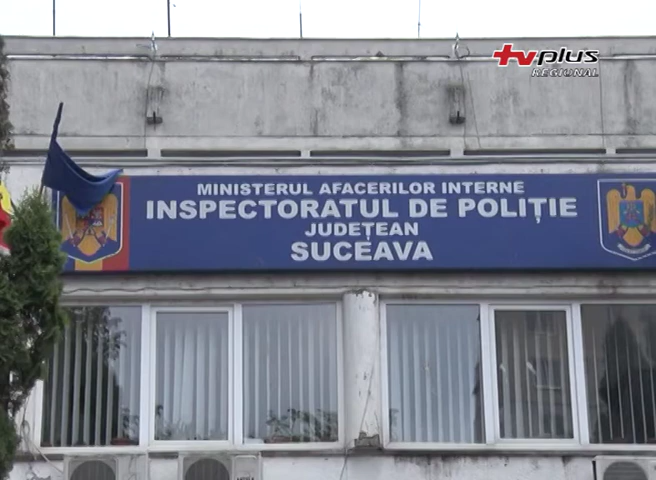 tvplus
REGIONAL
MINISTERUL AFACERILOR INTERNE
INSPECTORATUL DE POLIȚIE
JUDEȚEAN
SUCEAVA